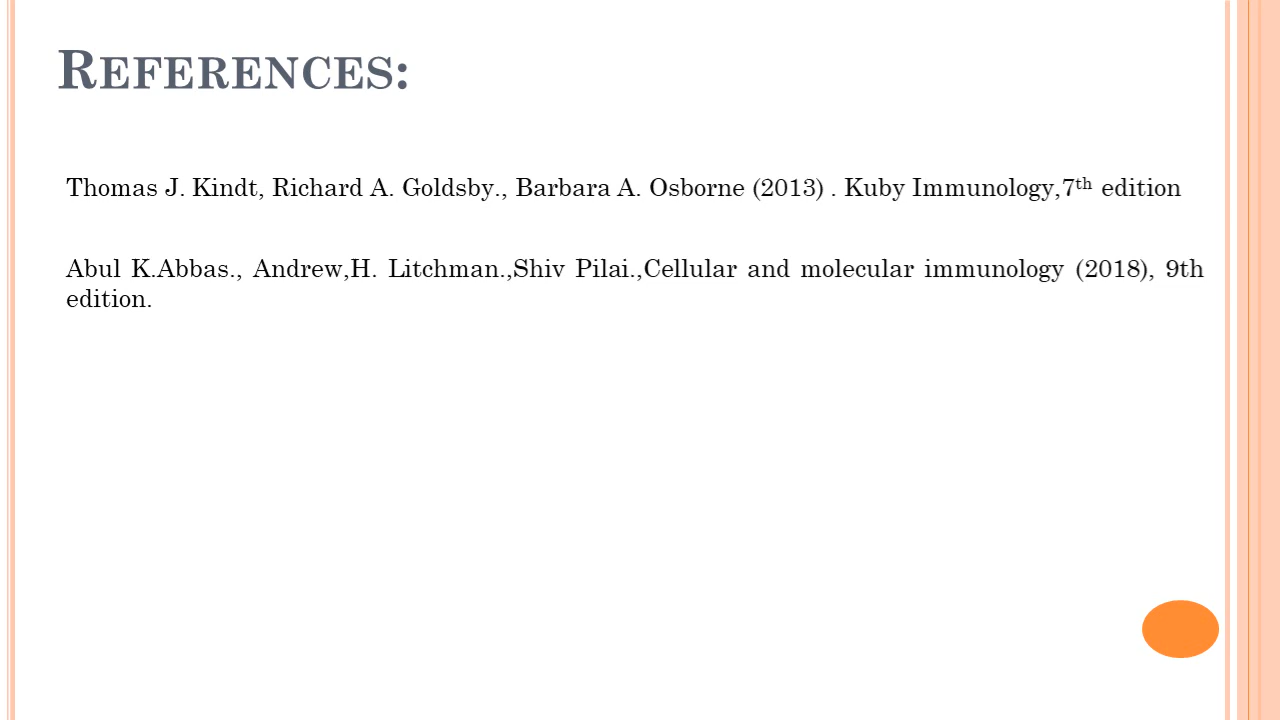 REFERENCES:
Thomas J. Kindt, Richard A. Goldsby., Barbara A. Osborne (2013) . Kuby Immunology,7th edition
Abul K.Abbas., Andrew,H. Litchman.,Shiv Pilai.,Cellular and molecular immunology (2018), 9th
edition.